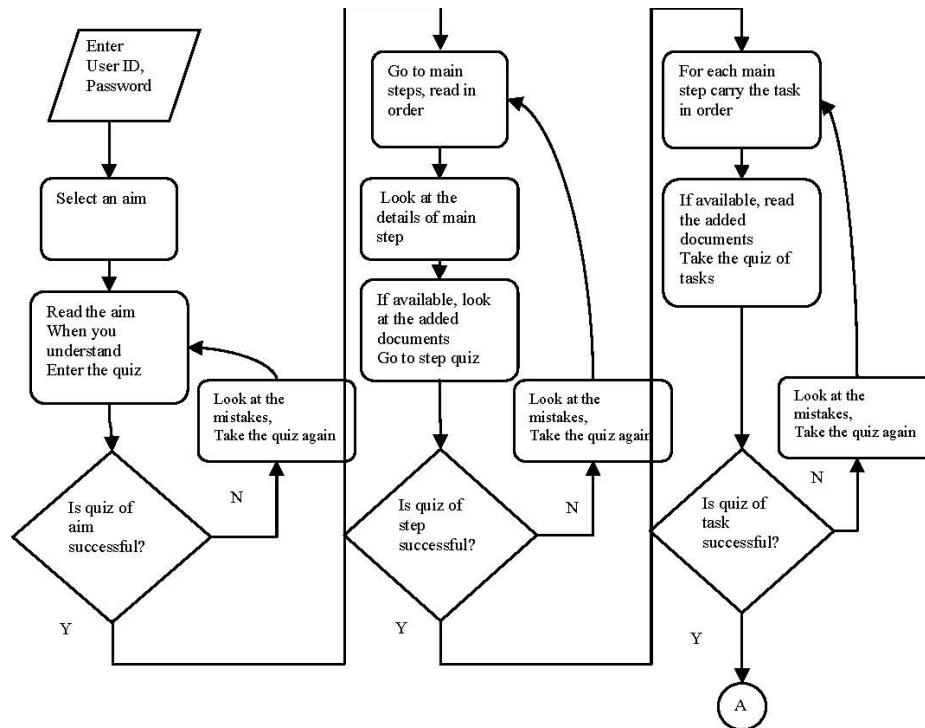 Enter
User ID,
Password
Select an aim
Read the aim
When you
understand
Enter the quiz
Look at the
mistakes,
Take the quiz again
N
Is quiz of
aim
successful?
Y
Go to main
steps, read in
order
Look at the
details of main
step
If available, look
at the added
documents
Go to step quiz
Look at the
mistakes,
Take the quiz again
N
Is quiz of
step
successful?
Y
For each main
step carry the task
in order
If available, read
the added
documents
Take the quiz of
tasks
Look at the
mistakes,
Take the quiz again
N
Is quiz of
task
successful?
Y
A